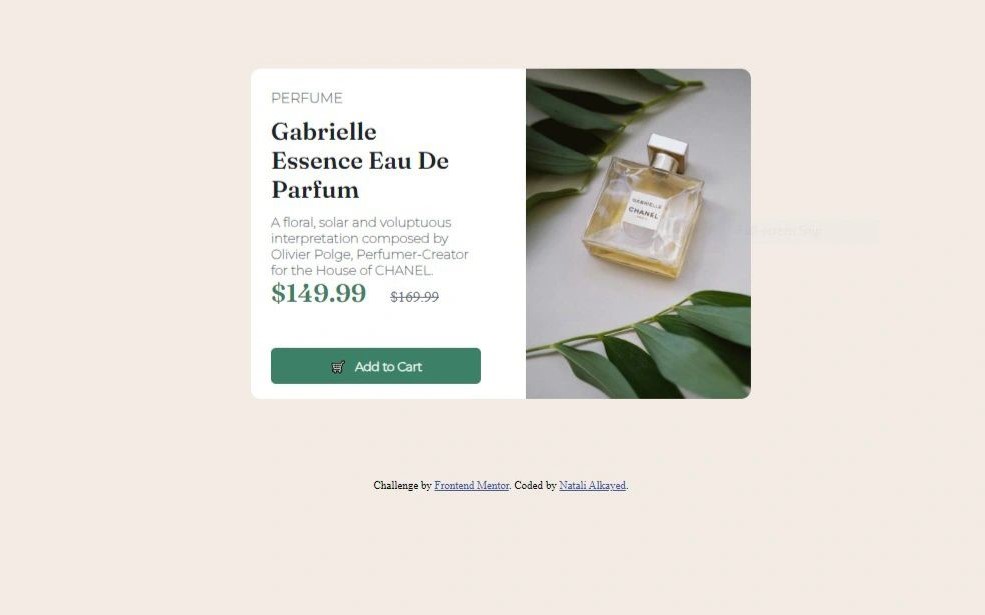 PERFUME
Gabrielle
Essence Eau De
Parfum
A floral, solar and voluptuous
interpretation composed by
Olivier Polge, Perfumer-Creator
for the House of CHANEL.
$149.99 $169.99
Add to Cart
GABRIELLE
CHANEL
Challenge by Frontend Mentor. Coded by Natali Alkayed.